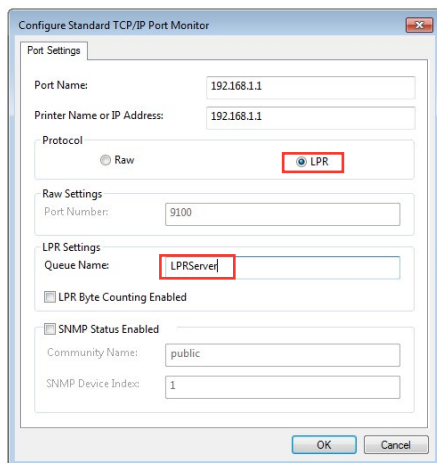 Configure Standard TCP/IP Port Monitor
Port Settings
Port Name: 192.168.1.1
Printer Name or IP Address: 192.168.1.1
Protocol
Raw LPR
Raw Settings
Port Number: 9100
LPR Settings
Queue Name: LPRServer
LPR Byte Counting Enabled
SNMP Status Enabled
Community Name: public
SNMP Device Index: 1
OK Cancel